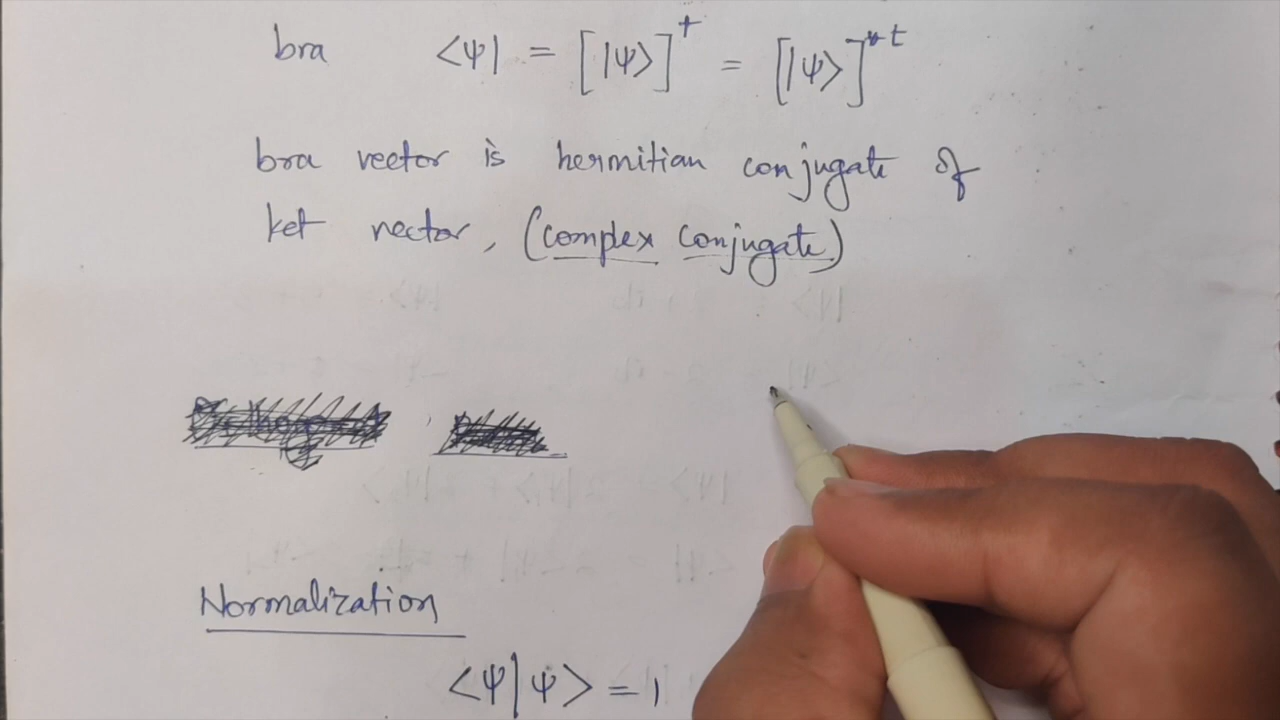 bra <ψ| = [|ψ>]† = [|ψ>]*t
bra vector is hermitian conjugate of
ket vector, (complex conjugate)
Normalization
<ψ|ψ> = 1